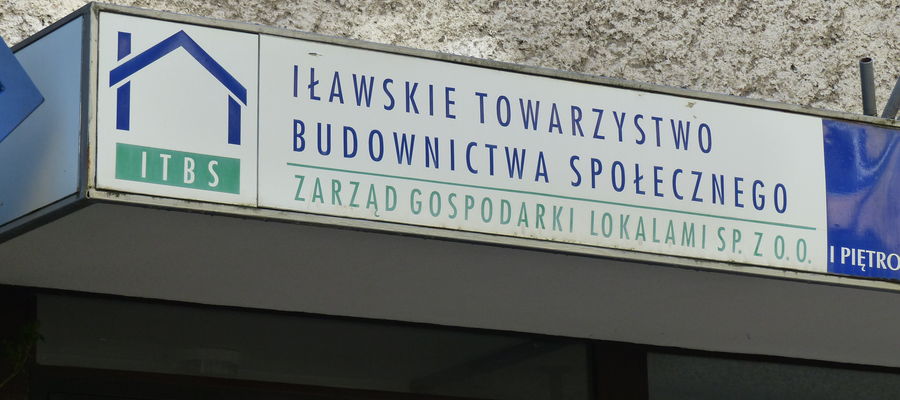 ITBS
IŁAWSKIE TOWARZYSTWO
BUDOWNICTWA SPOŁECZNEGO
ZARZĄD GOSPODARKI LOKALAMI SP. Z O.O.
I PIĘTRO